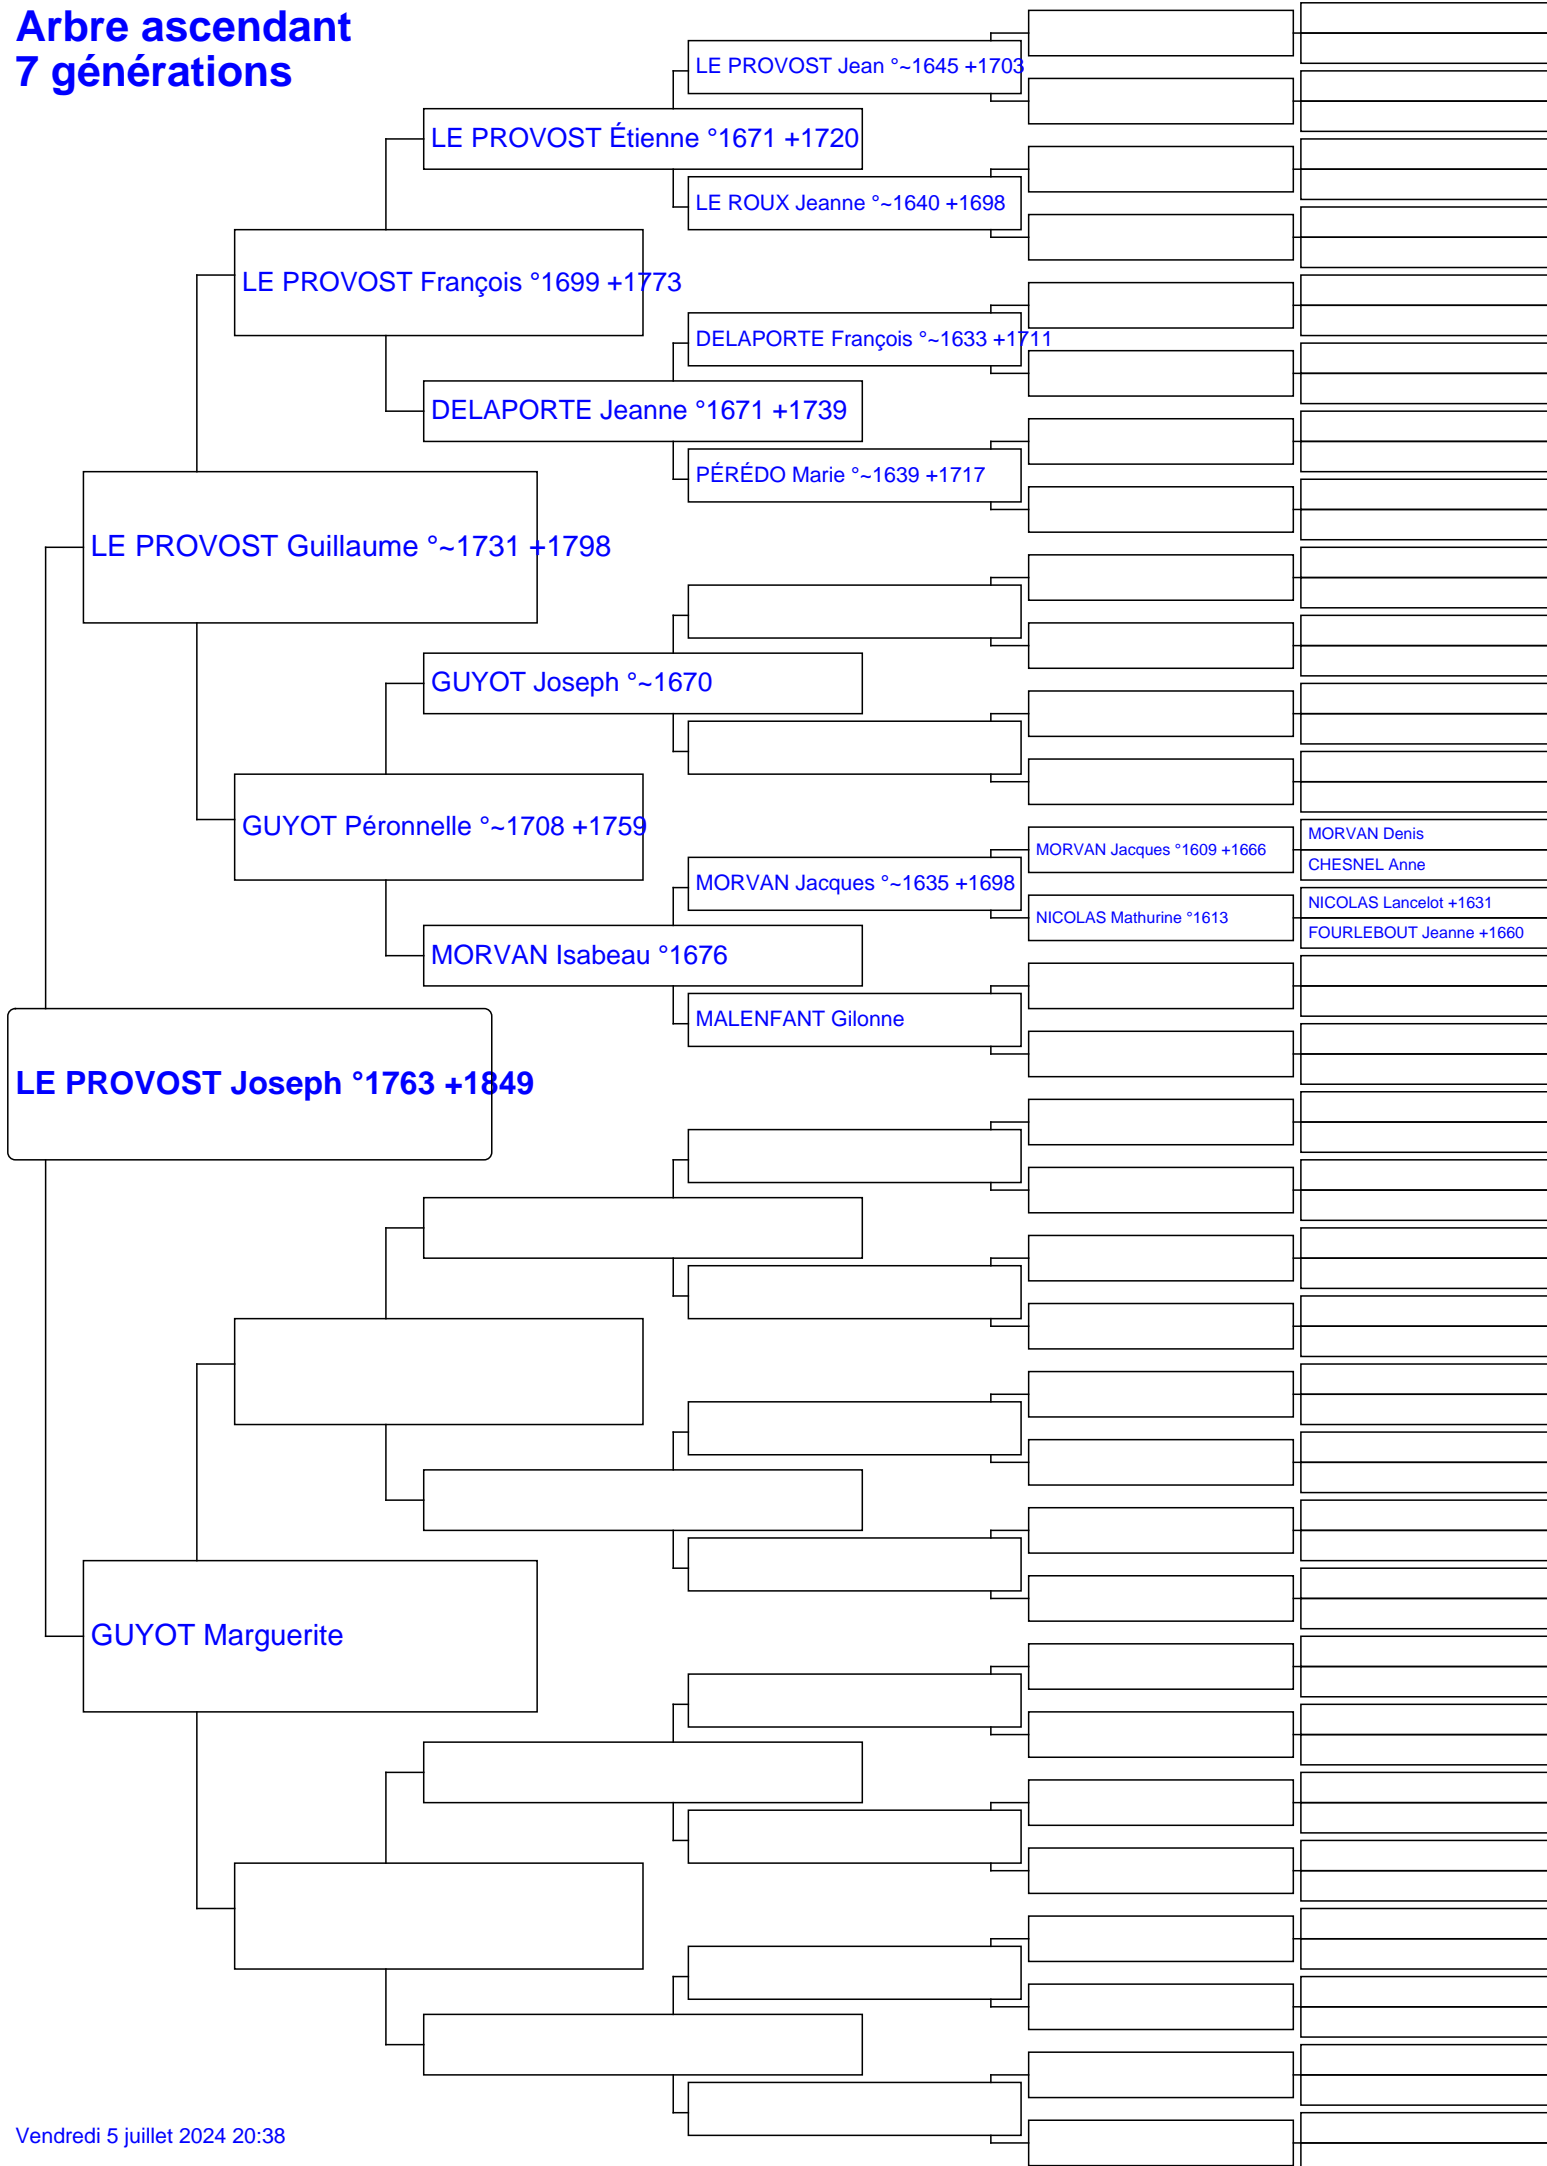 Arbre ascendant
7 générations
LE PROVOST Jean °~1645 +1703
LE PROVOST Étienne °1671 +1720
LE ROUX Jeanne °~1640 +1698
LE PROVOST François °1699 +1773
DELAPORTE François °~1633 +1711
DELAPORTE Jeanne °1671 +1739
PÉRÉDO Marie °~1639 +1717
LE PROVOST Guillaume °~1731 +1798
GUYOT Joseph °~1670
GUYOT Péronnelle °~1708 +1759
MORVAN Denis
MORVAN Jacques °1609 +1666
CHESNEL Anne
MORVAN Jacques °~1635 +1698
NICOLAS Lancelot +1631
NICOLAS Mathurine °1613
FOURLEBOUT Jeanne +1660
MORVAN Isabeau °1676
MALENFANT Gilonne
LE PROVOST Joseph °1763 +1849
GUYOT Marguerite
Vendredi 5 juillet 2024 20:38